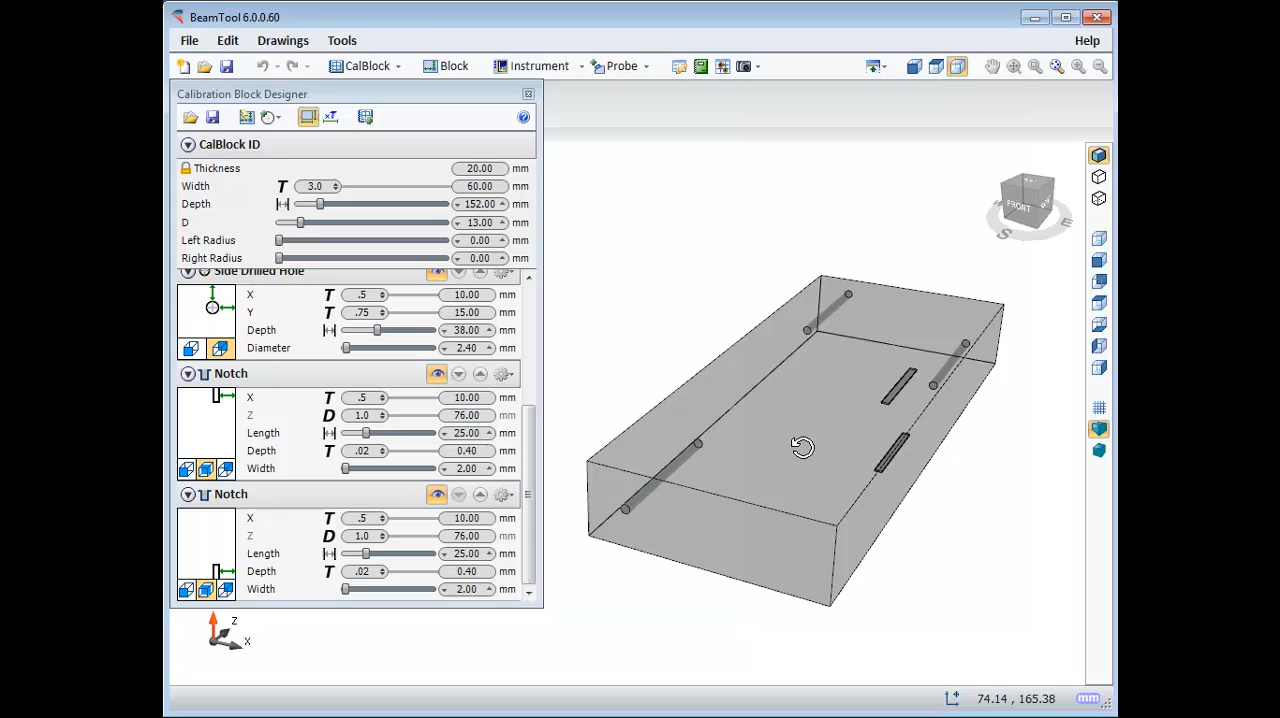 BeamTool 6.0.0.60
File Edit Drawings Tools Help
CalBlock Block Instrument Probe
Calibration Block Designer
CalBlock ID
Thickness 20.00 mm
Width T 3.0 60.00 mm
Depth 152.00 mm
D 13.00 mm
Left Radius 0.00 mm
Right Radius 0.00 mm
Side Drilled Hole
X T .5 10.00 mm
Y T .75 15.00 mm
Depth 38.00 mm
Diameter 2.40 mm
Notch
X T .5 10.00 mm
Z D 1.0 76.00 mm
Length 25.00 mm
Depth T .02 0.40 mm
Width 2.00 mm
Notch
X T .5 10.00 mm
Z D 1.0 76.00 mm
Length 25.00 mm
Depth T .02 0.40 mm
Width 2.00 mm
FRONT
S E
Z
X
74.14 , 165.38 mm